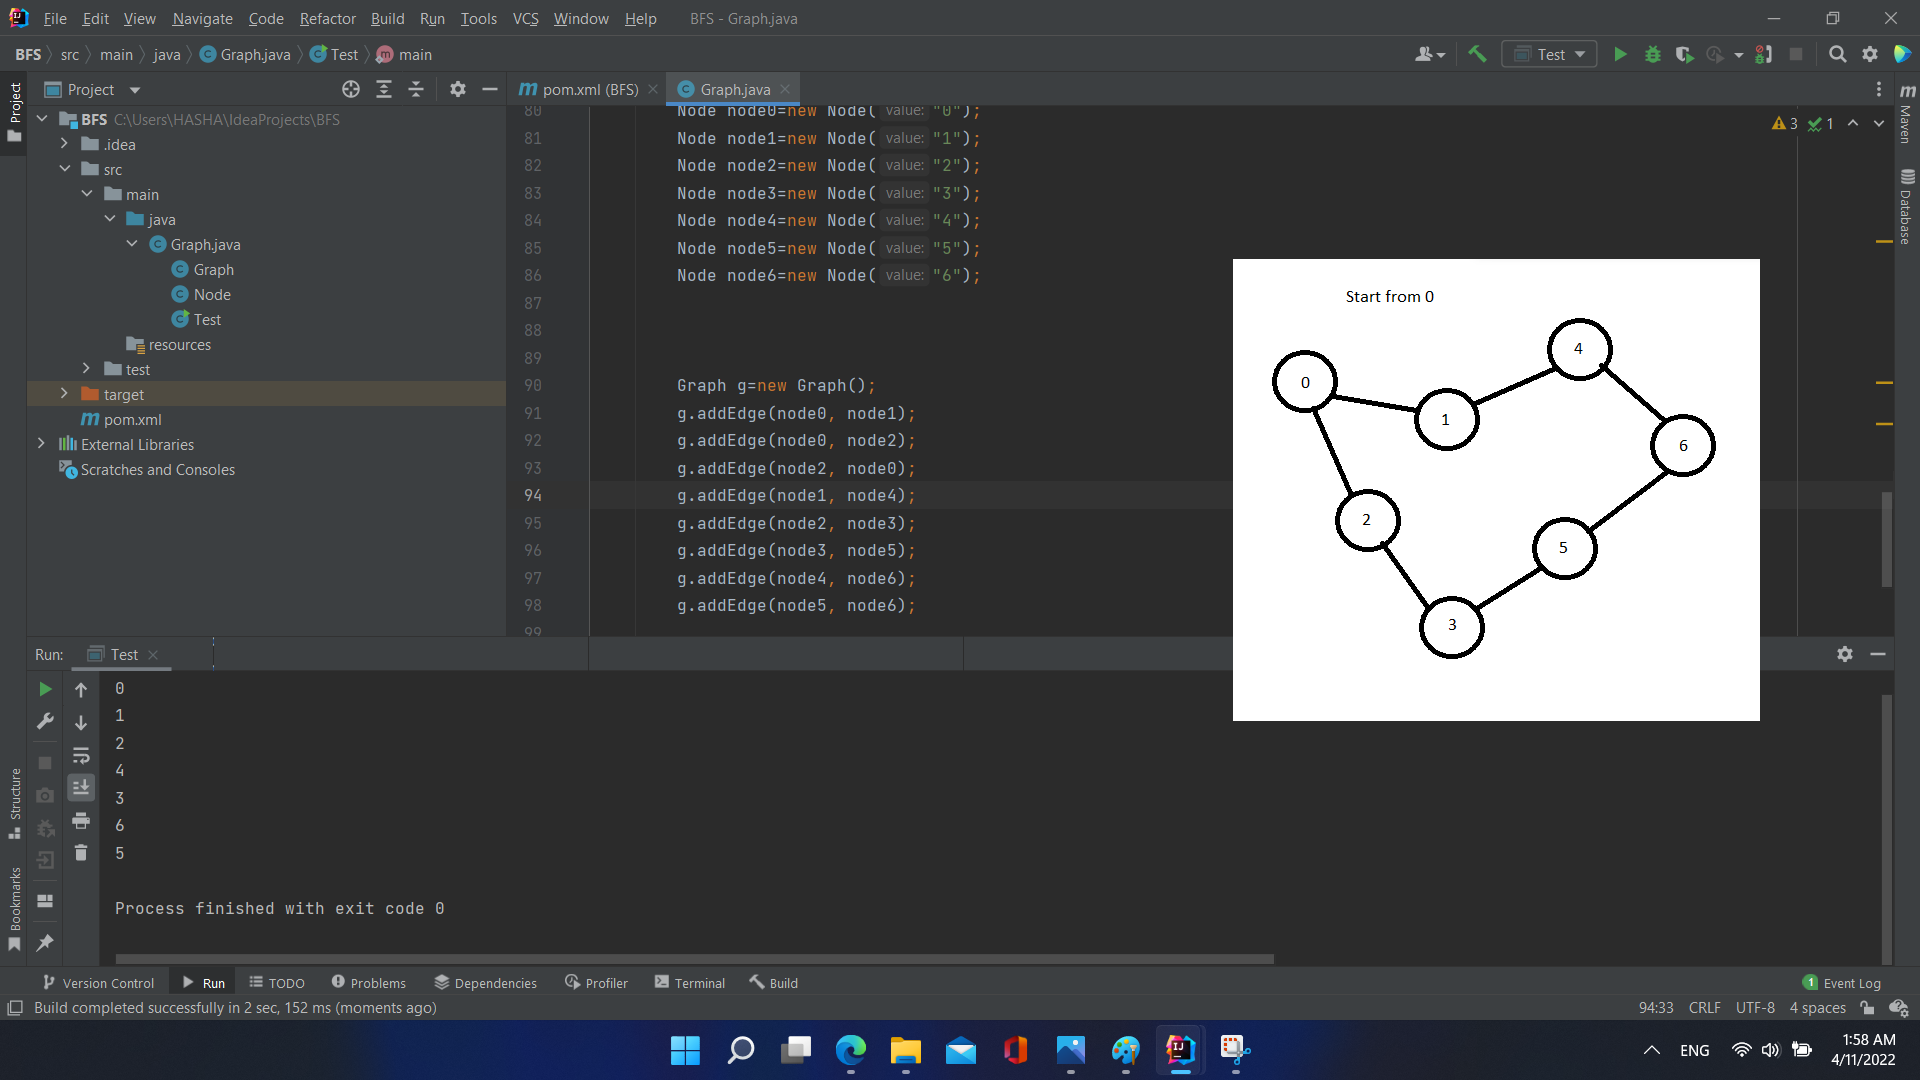 File Edit View Navigate Code Refactor Build Run Tools VCS Window Help BFS - Graph.java
BFS src main java Graph.java Test main
Test
Project
Project
pom.xml (BFS)
Graph.java
BFS C:\Users\HASHA\IdeaProjects\BFS
.idea
src
main
java
Graph.java
Graph
Node
Test
resources
test
target
pom.xml
External Libraries
Scratches and Consoles
80 Node node0=new Node( value: "0");
81 Node node1=new Node( value: "1");
82 Node node2=new Node( value: "2");
83 Node node3=new Node( value: "3");
84 Node node4=new Node( value: "4");
85 Node node5=new Node( value: "5");
86 Node node6=new Node( value: "6");
87
88
89
90 Graph g=new Graph();
91 g.addEdge(node0, node1);
92 g.addEdge(node0, node2);
93 g.addEdge(node2, node0);
94 g.addEdge(node1, node4);
95 g.addEdge(node2, node3);
96 g.addEdge(node3, node5);
97 g.addEdge(node4, node6);
98 g.addEdge(node5, node6);
99
3 1
Maven
Database
Start from 0
4
0
1
6
2
5
3
Run: Test
0
1
2
4
3
6
5
Process finished with exit code 0
Structure
Bookmarks
Version Control Run TODO Problems Dependencies Profiler Terminal Build
1 Event Log
Build completed successfully in 2 sec, 152 ms (moments ago)
94:33 CRLF UTF-8 4 spaces
ENG
1:58 AM
4/11/2022